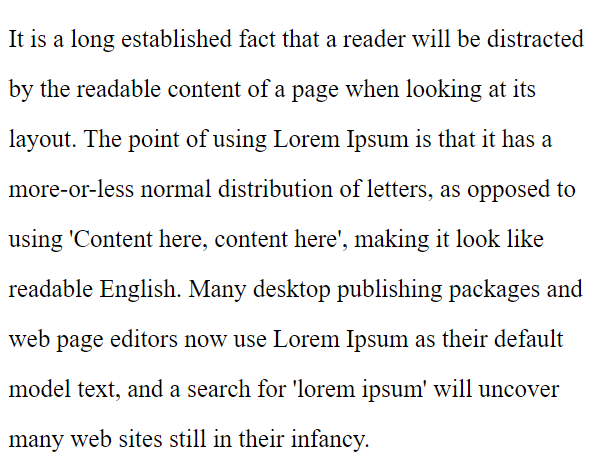 It is a long established fact that a reader will be distracted
by the readable content of a page when looking at its
layout. The point of using Lorem Ipsum is that it has a
more-or-less normal distribution of letters, as opposed to
using 'Content here, content here', making it look like
readable English. Many desktop publishing packages and
web page editors now use Lorem Ipsum as their default
model text, and a search for 'lorem ipsum' will uncover
many web sites still in their infancy.